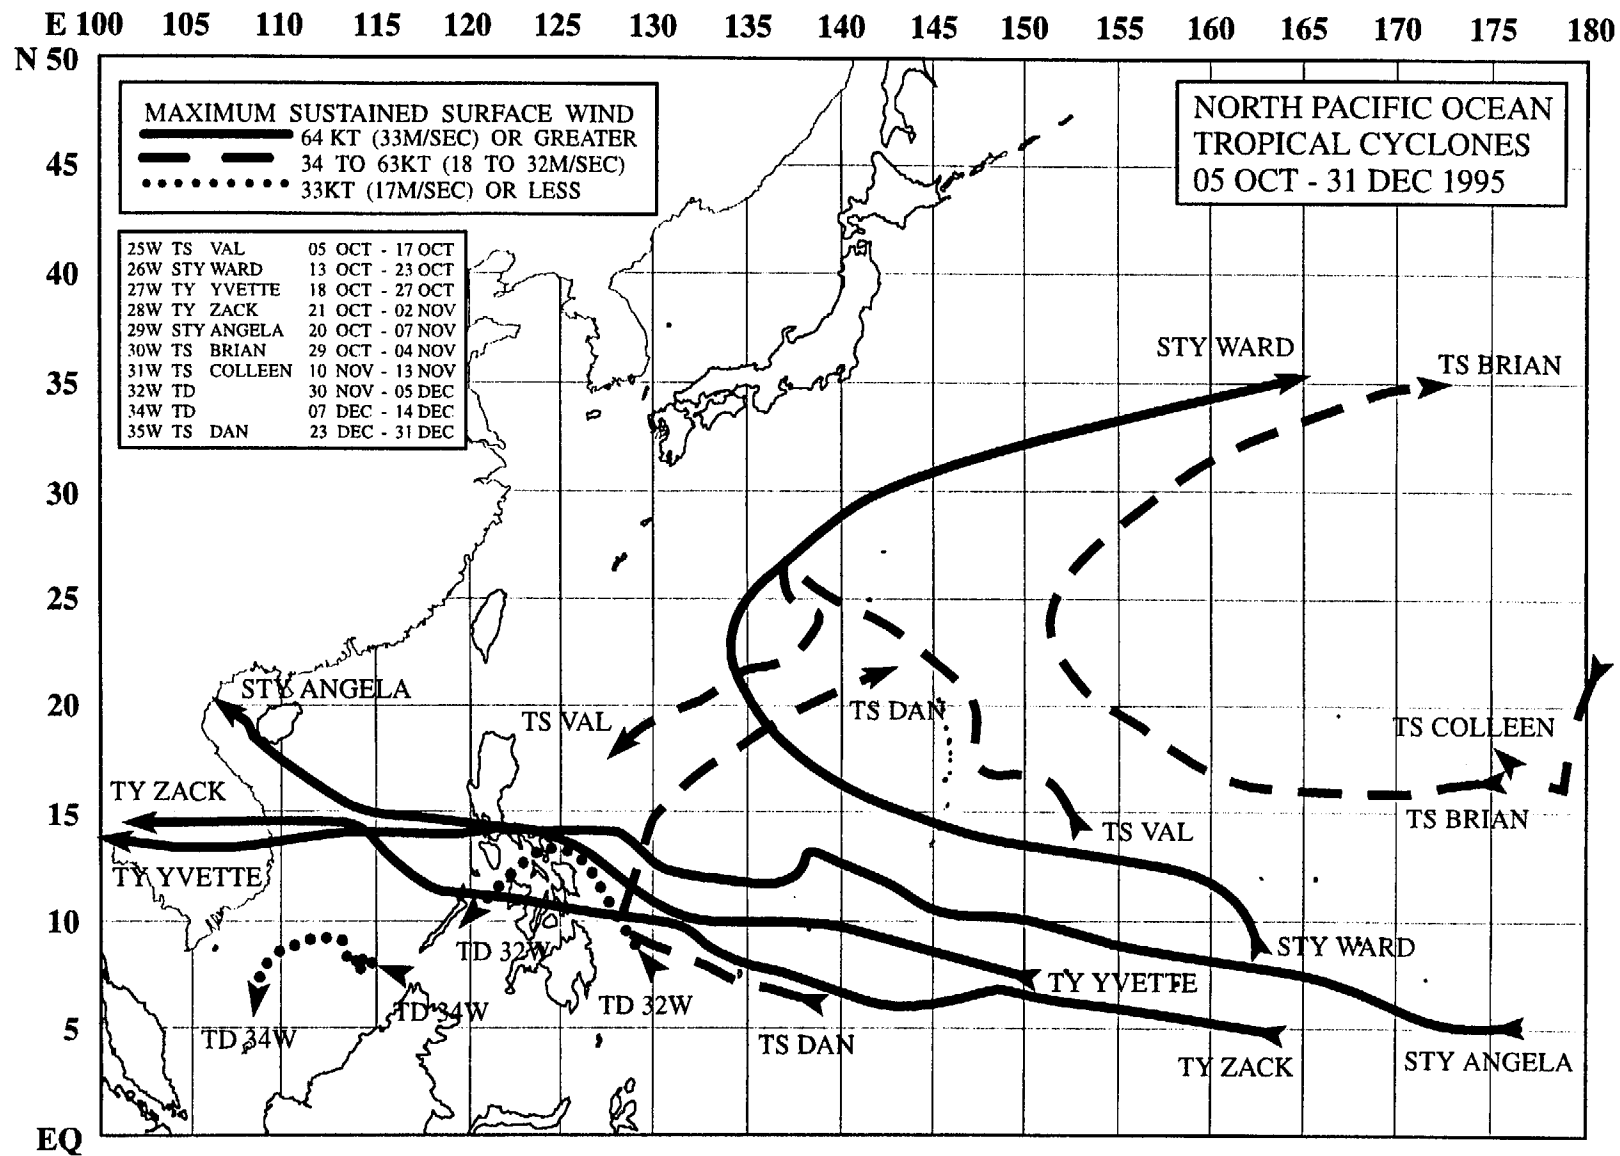 E 100 105 110 115 120 125 130 135 140 145 150 155 160 165 170 175 180
N 50
45
40
35
30
25
20
15
10
5
EQ
MAXIMUM SUSTAINED SURFACE WIND
64 KT (33M/SEC) OR GREATER
34 TO 63KT (18 TO 32M/SEC)
33KT (17M/SEC) OR LESS
NORTH PACIFIC OCEAN
TROPICAL CYCLONES
05 OCT - 31 DEC 1995
25W TS VAL 05 OCT - 17 OCT
26W STY WARD 13 OCT - 23 OCT
27W TY YVETTE 18 OCT - 27 OCT
28W TY ZACK 21 OCT - 02 NOV
29W STY ANGELA 20 OCT - 07 NOV
30W TS BRIAN 29 OCT - 04 NOV
31W TS COLLEEN 10 NOV - 13 NOV
32W TD 30 NOV - 05 DEC
34W TD 07 DEC - 14 DEC
35W TS DAN 23 DEC - 31 DEC
STY WARD
TS BRIAN
STY ANGELA
TS VAL
TS DAN
TS COLLEEN
TY ZACK
TS BRIAN
TS VAL
TY YVETTE
TD 32W
STY WARD
TY YVETTE
TD 34W
TD 32W
TD 34W
TS DAN
TY ZACK
STY ANGELA